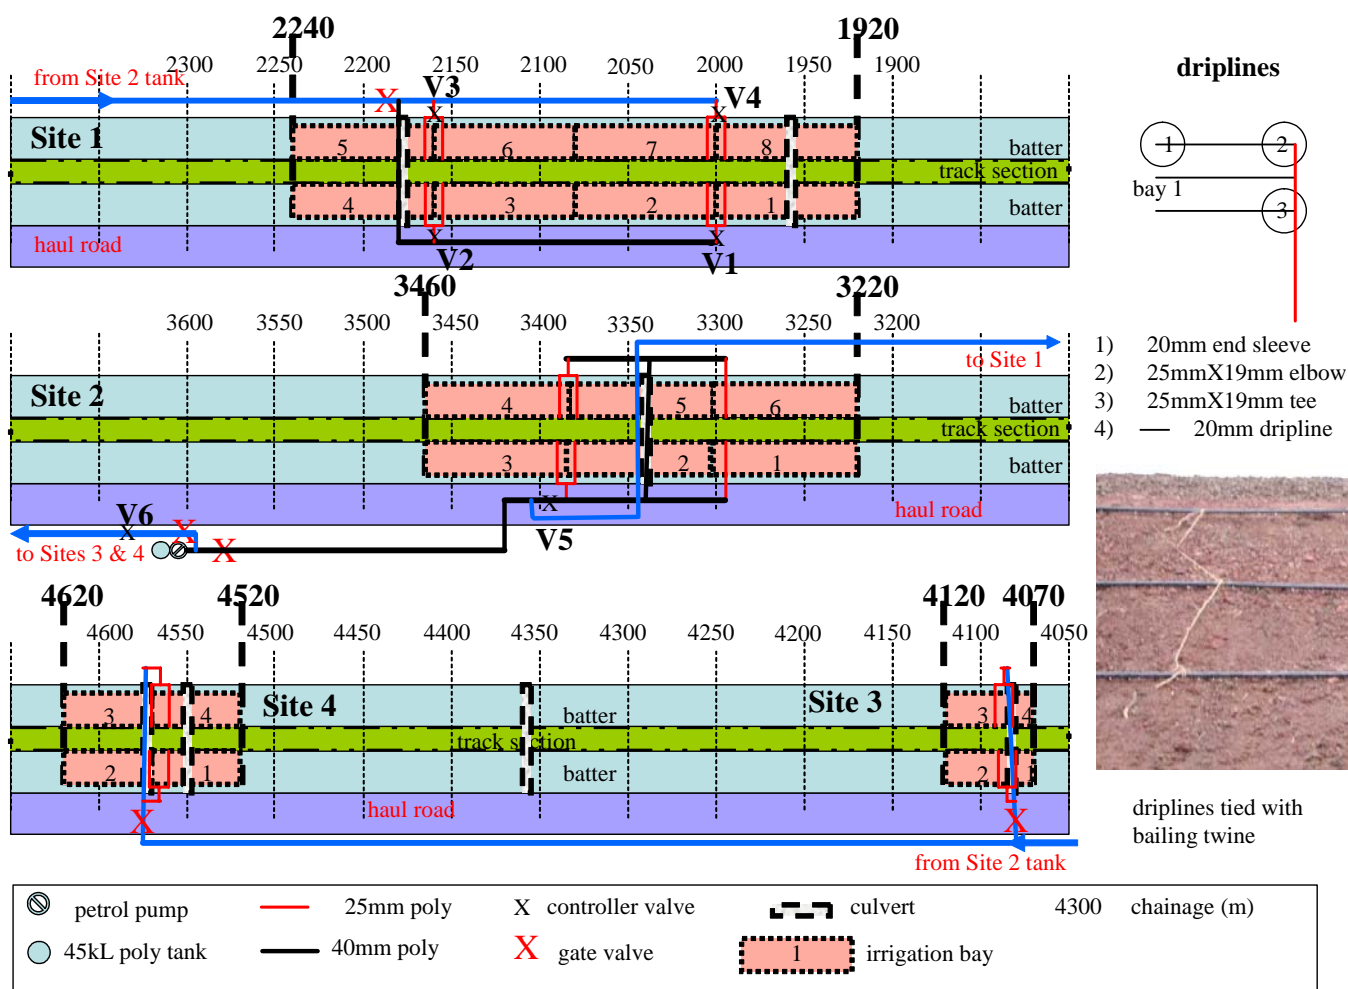 2240
1920
2300 2250 2200 2150 2100 2050 2000 1950 1900
driplines
from Site 2 tank
X
V3
V4
X
X
Site 1
5 6 7 8
batter
track section
4 3 2 1
batter
haul road
X
X
V2
V1
1
2
bay 1
3
3460
3220
3600 3550 3500 3450 3400 3350 3300 3250 3200
to Site 1
Site 2
4 5 6
batter
track section
3 2 1
batter
haul road
V6
X
X
X
V5
X
to Sites 3 & 4
1) 20mm end sleeve
2) 25mmX19mm elbow
3) 25mmX19mm tee
4) 20mm dripline
4620
4520
4120
4070
4600 4550 4500 4450 4400 4350 4300 4250 4200 4150 4100 4050
3 4
Site 4
batter
Site 3
3 4
track section
2 1
batter
2 1
X
haul road
X
from Site 2 tank
driplines tied with
bailing twine
petrol pump
25mm poly
X controller valve
culvert
4300 chainage (m)
45kL poly tank
40mm poly
X gate valve
1 irrigation bay